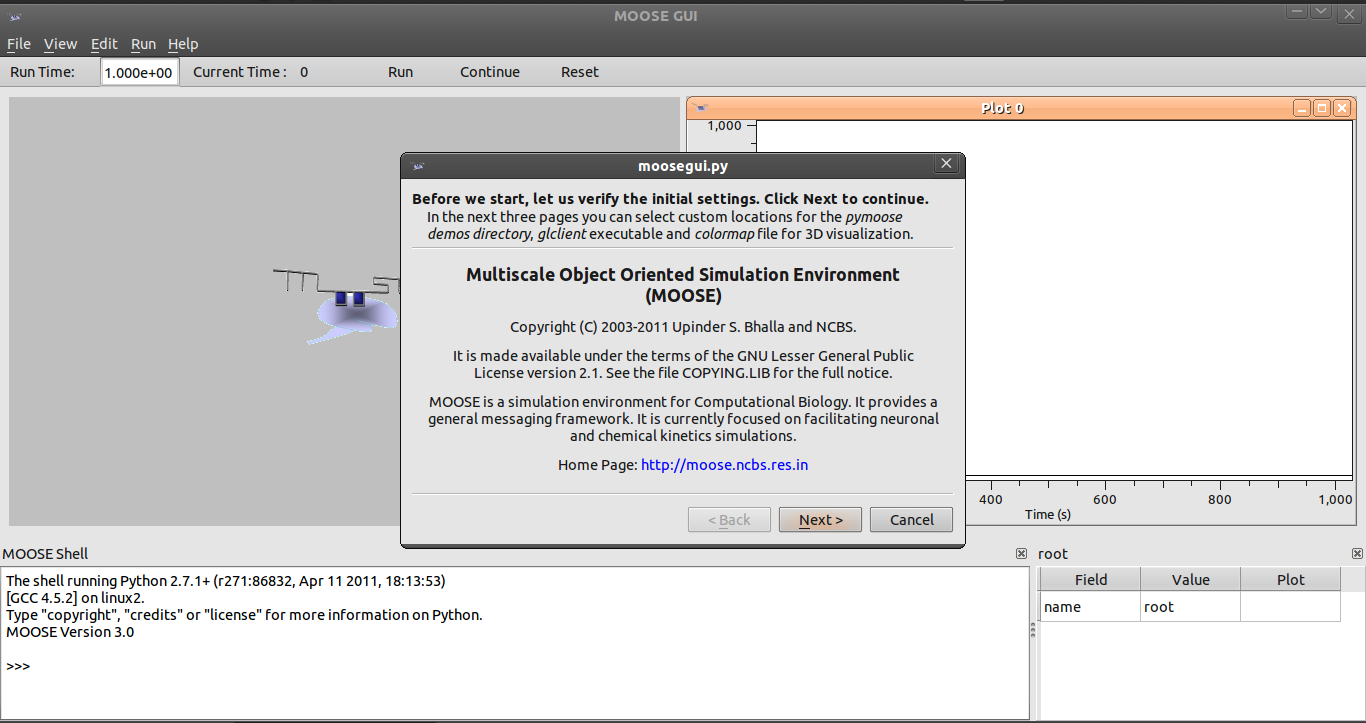 MOOSE GUI
File View Edit Run Help
Run Time: 1.000e+00 Current Time : 0 Run Continue Reset
Plot 0
1,000
moosegui.py
Before we start, let us verify the initial settings. Click Next to continue.
In the next three pages you can select custom locations for the pymoose
demos directory, glclient executable and colormap file for 3D visualization.
Multiscale Object Oriented Simulation Environment
(MOOSE)
Copyright (C) 2003-2011 Upinder S. Bhalla and NCBS.
It is made available under the terms of the GNU Lesser General Public
License version 2.1. See the file COPYING.LIB for the full notice.
MOOSE is a simulation environment for Computational Biology. It provides a
general messaging framework. It is currently focused on facilitating neuronal
and chemical kinetics simulations.
Home Page: http://moose.ncbs.res.in
< Back Next > Cancel
400 600 800 1,000
Time (s)
MOOSE Shell
The shell running Python 2.7.1+ (r271:86832, Apr 11 2011, 18:13:53)
[GCC 4.5.2] on linux2.
Type "copyright", "credits" or "license" for more information on Python.
MOOSE Version 3.0
>>>
root
Field Value Plot
name root